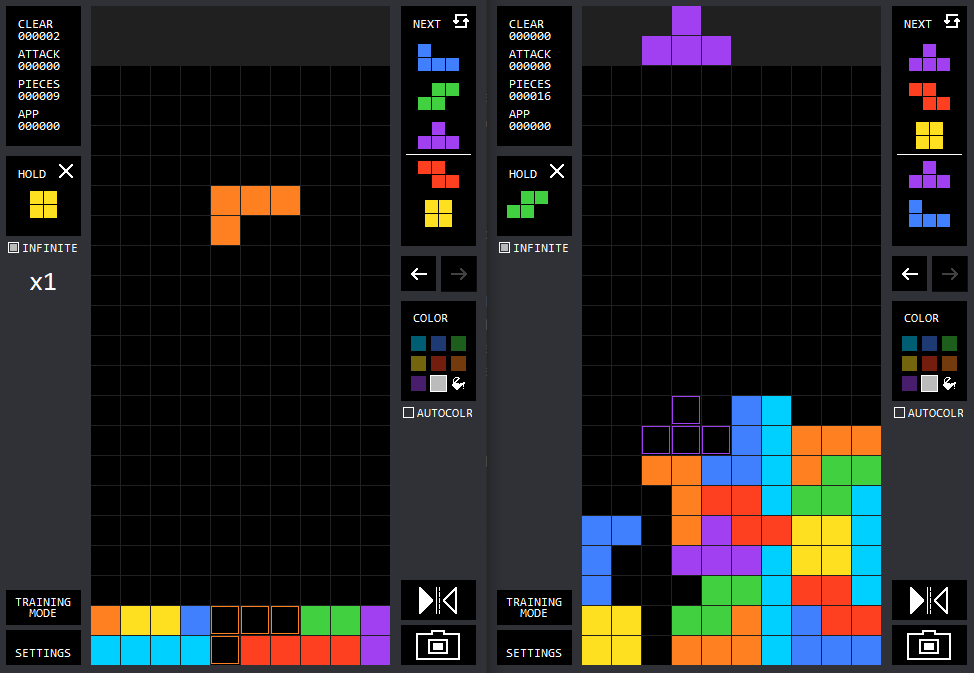 CLEAR
000002
ATTACK
000000
PIECES
000009
APP
000000
HOLD
INFINITE
x1
TRAINING
MODE
SETTINGS
NEXT
COLOR
AUTOCOLR
CLEAR
000000
ATTACK
000000
PIECES
000016
APP
000000
HOLD
INFINITE
TRAINING
MODE
SETTINGS
NEXT
COLOR
AUTOCOLR